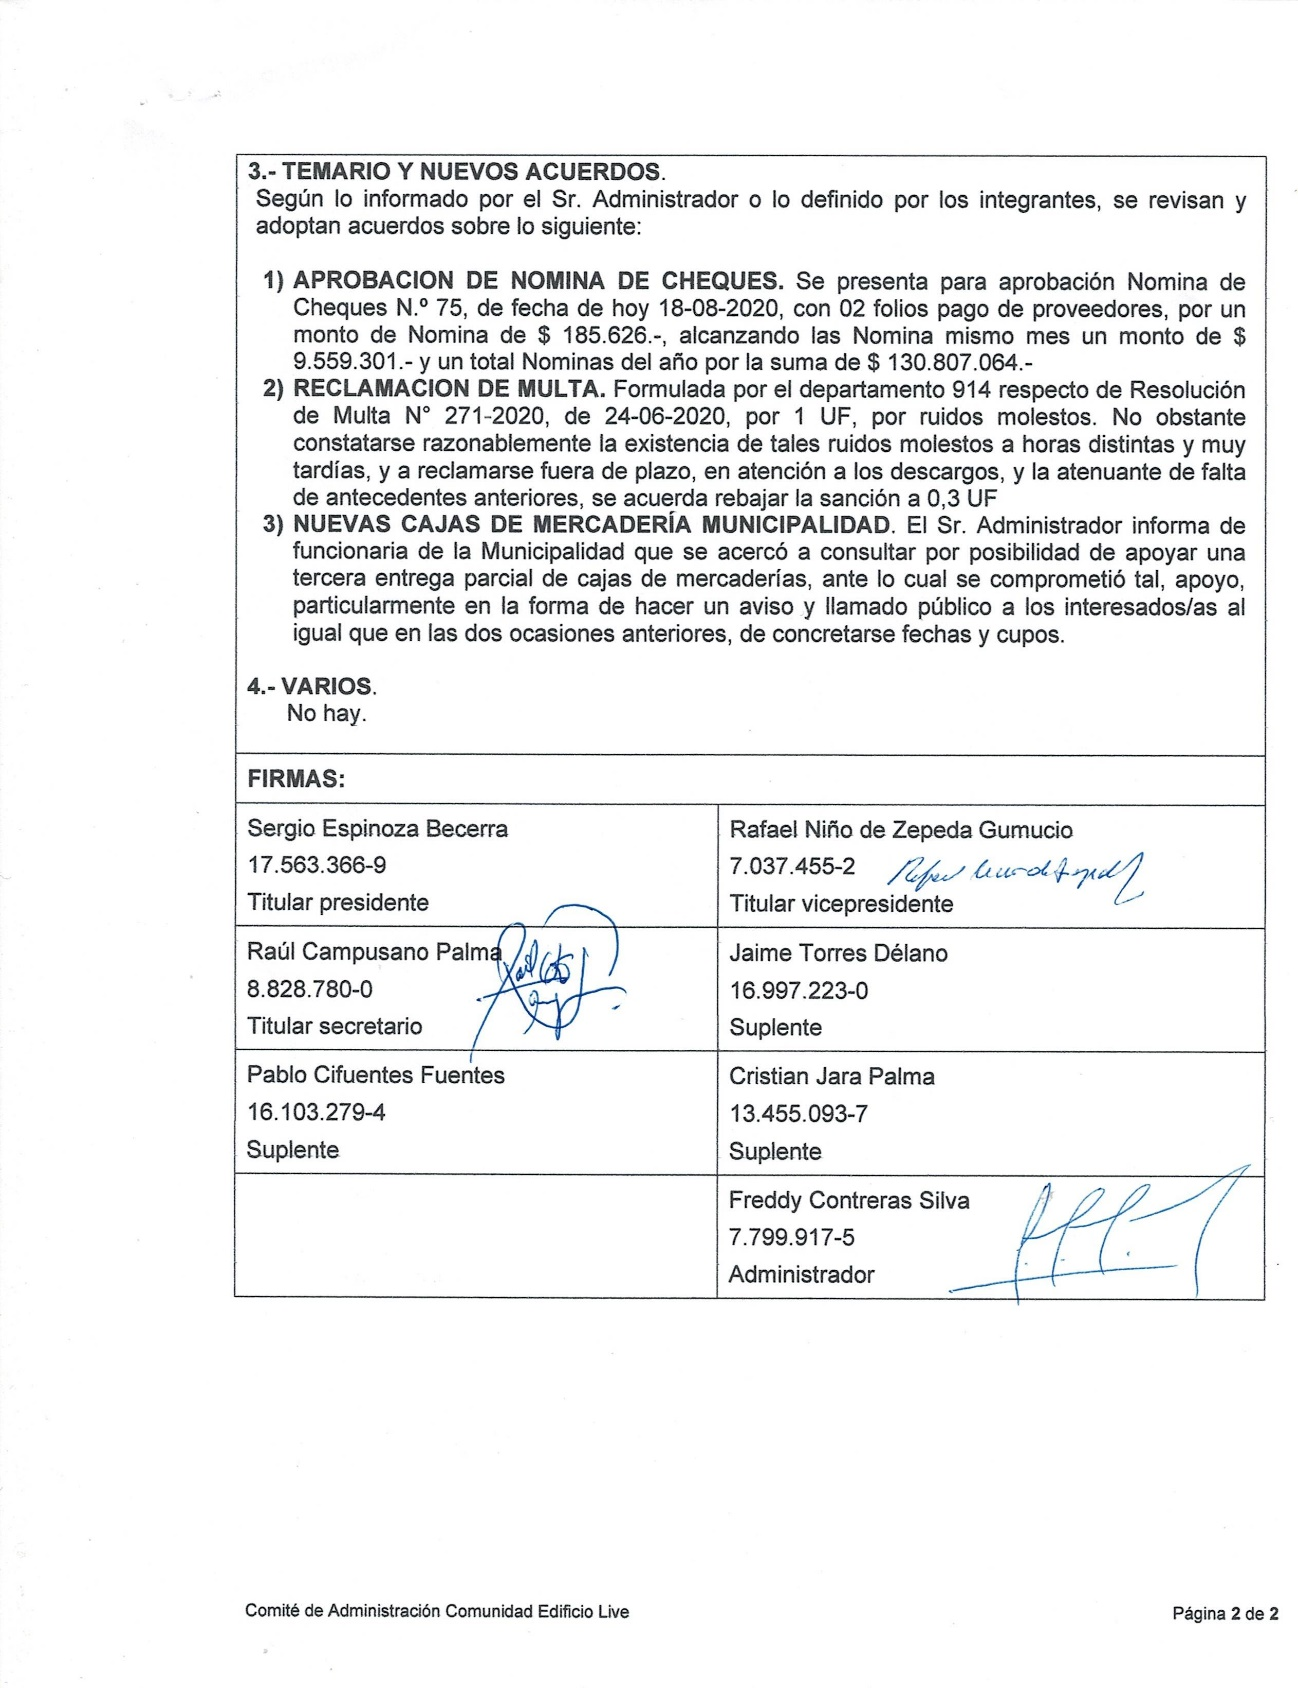 3.- TEMARIO Y NUEVOS ACUERDOS.
Según lo informado por el Sr. Administrador o lo definido por los integrantes, se revisan y
adoptan acuerdos sobre lo siguiente:
1) APROBACION DE NOMINA DE CHEQUES. Se presenta para aprobación Nomina de
Cheques N.º 75, de fecha de hoy 18-08-2020, con 02 folios pago de proveedores, por un
monto de Nomina de $ 185.626.-, alcanzando las Nomina mismo mes un monto de $
9.559.301.- y un total Nominas del año por la suma de $ 130.807.064.-
2) RECLAMACION DE MULTA. Formulada por el departamento 914 respecto de Resolución
de Multa N° 271-2020, de 24-06-2020, por 1 UF, por ruidos molestos. No obstante
constatarse razonablemente la existencia de tales ruidos molestos a horas distintas y muy
tardías, y a reclamarse fuera de plazo, en atención a los descargos, y la atenuante de falta
de antecedentes anteriores, se acuerda rebajar la sanción a 0,3 UF
3) NUEVAS CAJAS DE MERCADERÍA MUNICIPALIDAD. El Sr. Administrador informa de
funcionaria de la Municipalidad que se acercó a consultar por posibilidad de apoyar una
tercera entrega parcial de cajas de mercaderías, ante lo cual se comprometió tal, apoyo,
particularmente en la forma de hacer un aviso y llamado público a los interesados/as al
igual que en las dos ocasiones anteriores, de concretarse fechas y cupos.
4.- VARIOS.
No hay.
FIRMAS:
Sergio Espinoza Becerra
17.563.366-9
Titular presidente
Rafael Niño de Zepeda Gumucio
7.037.455-2
Titular vicepresidente
Raúl Campusano Palma
8.828.780-0
Titular secretario
Jaime Torres Délano
16.997.223-0
Suplente
Pablo Cifuentes Fuentes
16.103.279-4
Suplente
Cristian Jara Palma
13.455.093-7
Suplente
Freddy Contreras Silva
7.799.917-5
Administrador
Comité de Administración Comunidad Edificio Live
Página 2 de 2